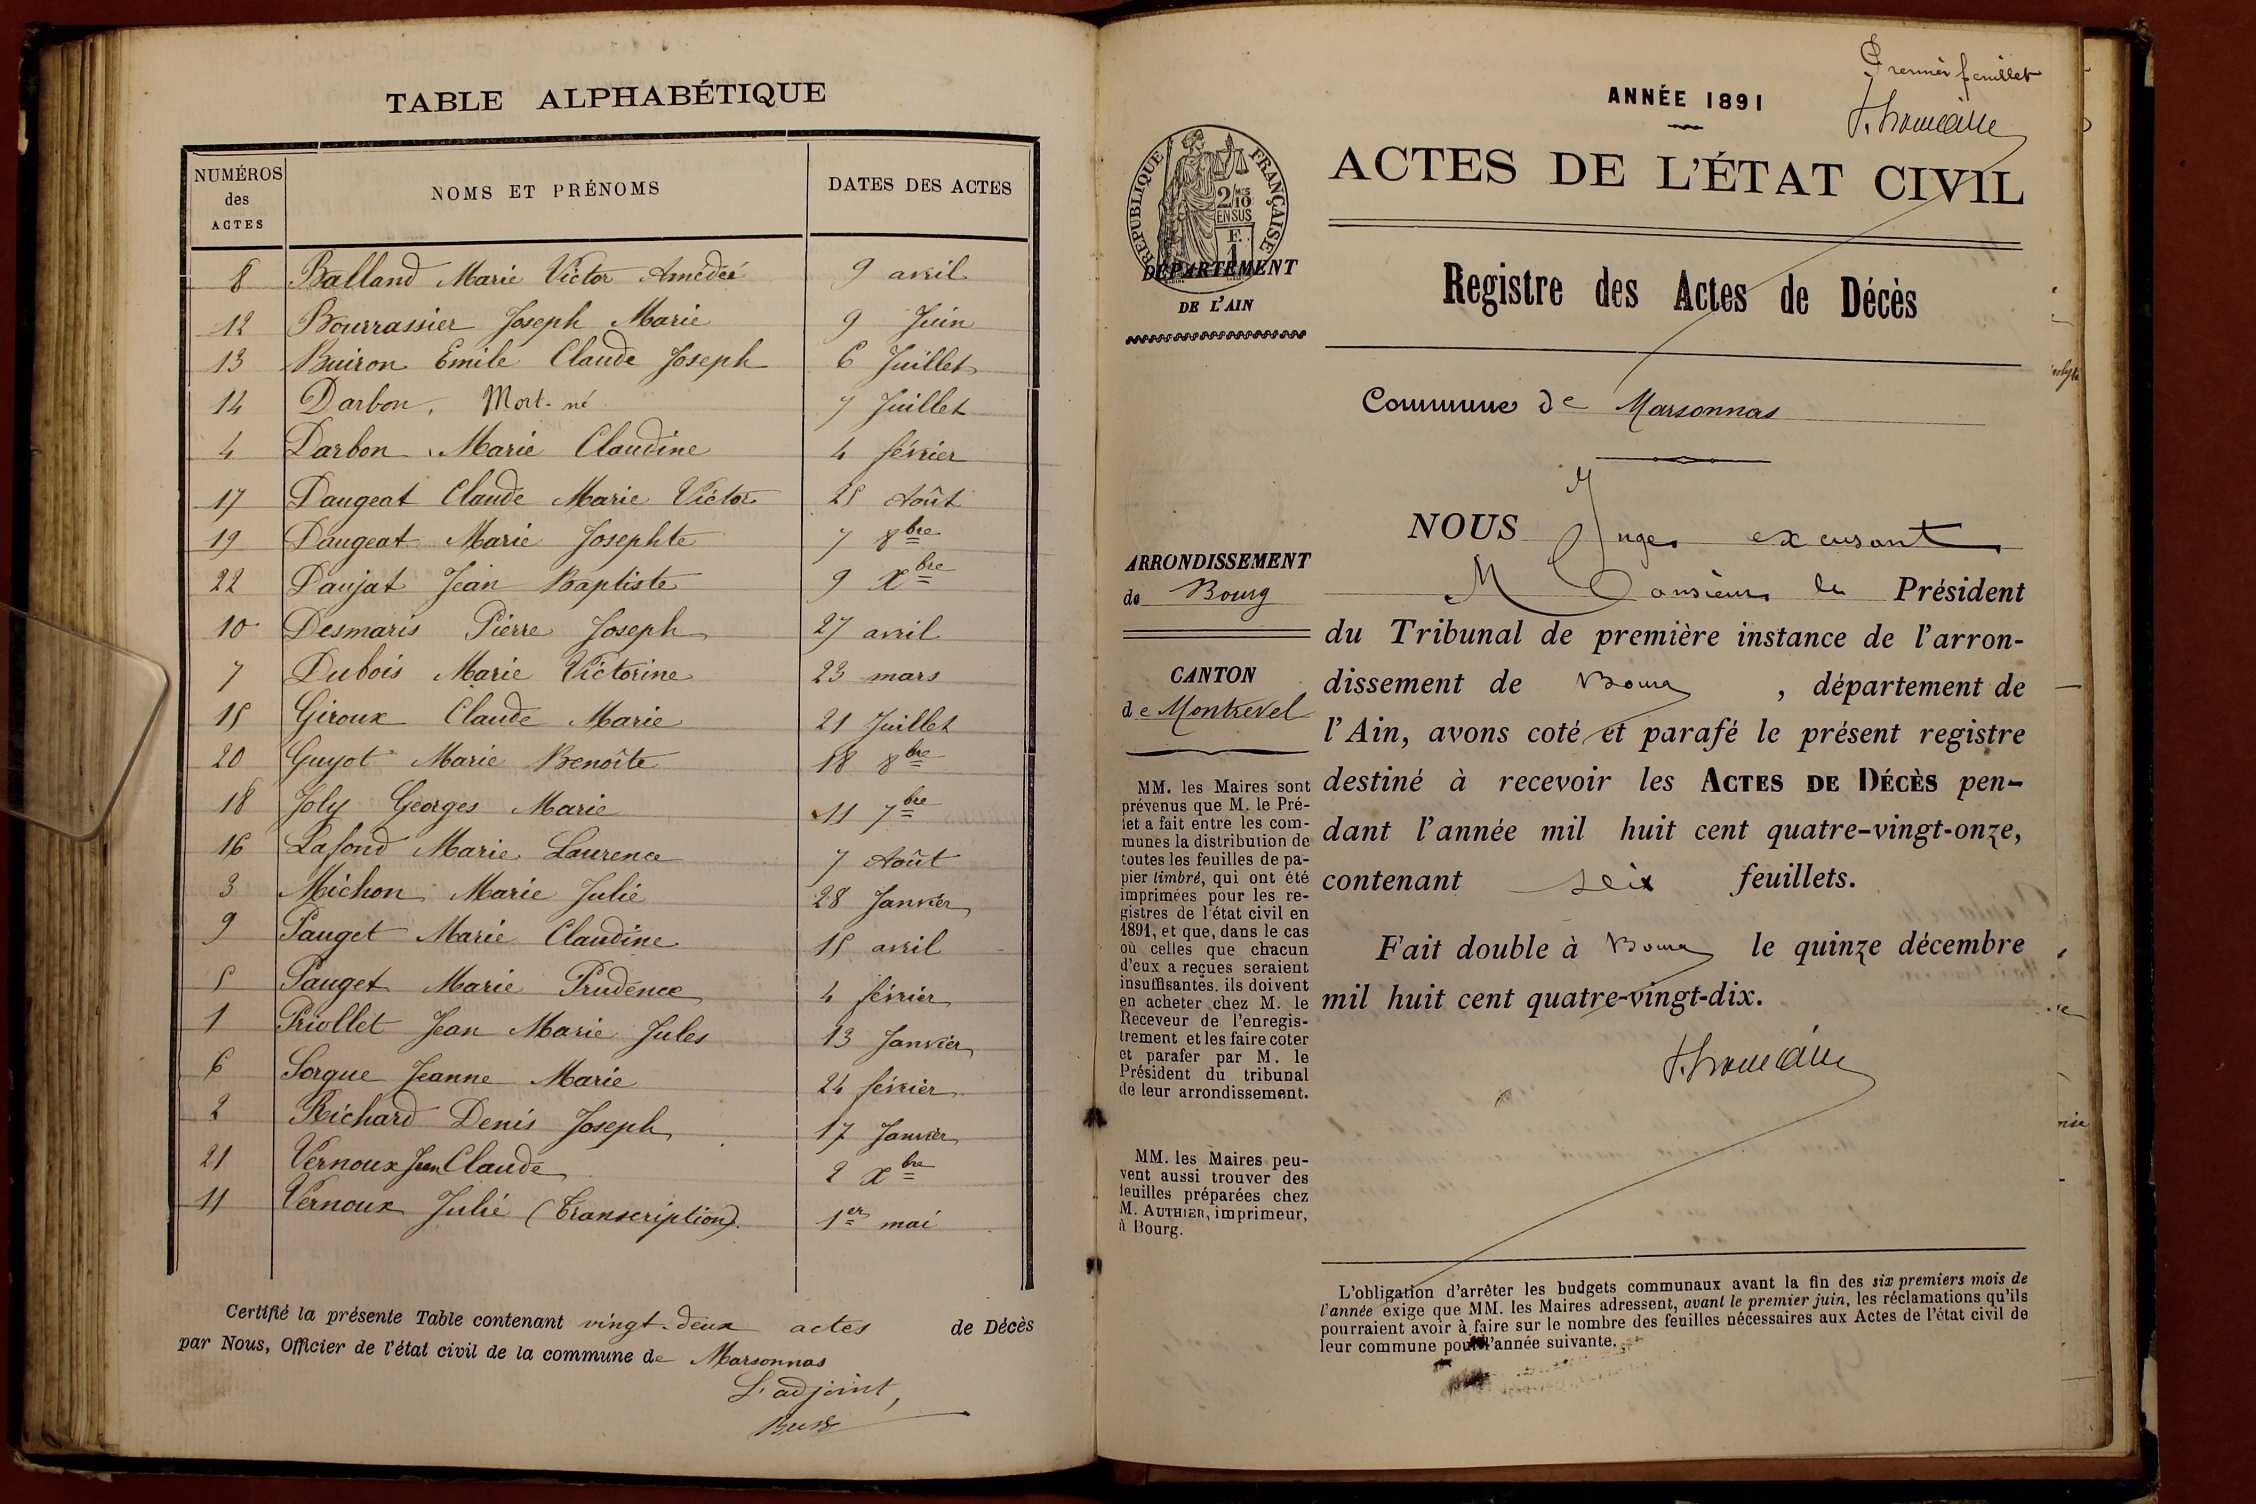 TABLE ALPHABÉTIQUE
NUMÉROS des ACTES NOMS ET PRÉNOMS DATES DES ACTES
8 Balland Marie Victor Amédéé 9 avril
12 Bourrassier Joseph Marie 9 Juin
13 Buiron Emile Claude Joseph 6 Juillet
14 Darbon, Mort-né 7 Juillet
4 Darbon Marie Claudine 4 février
17 Daugeat Claude Marie Victor 25 Août
19 Daugeat Marie Josephte 7 8bre
22 Daujat Jean Baptiste 9 Xbre
10 Desmaris Pierre Joseph 27 avril
7 Dubois Marie Victorine 23 mars
15 Giroux Claude Marie 21 Juillet
20 Guyot Marie Benoîte 18 8bre
18 Joly Georges Marie 11 7bre
16 Lafond Marie Laurence 7 Août
3 Michon Marie Julie 28 Janvier
9 Pauget Marie Claudine 15 avril
5 Pauget Marie Prudence 4 février
1 Priollet Jean Marie Jules 13 Janvier
6 Sorgue Jeanne Marie 24 février
2 Richard Denis Joseph 17 Janvier
21 Vernoux Jean Claude 2 Xbre
11 Vernoux Julie (Transcription). 1er mai
Certifié la présente Table contenant vingt-deux actes de Décès
par Nous, Officier de l'état civil de la commune de Marsonnas
L'adjoint,
Premier feuillet
ANNÉE 1891
ACTES DE L'ÉTAT CIVIL
RÉPUBLIQUE FRANÇAISE
2/10 EN SUS
F. 1
DÉPARTEMENT
DE L'AIN
Registre des Actes de Décès
Commune de Marsonnas
ARRONDISSEMENT
de Bourg
CANTON
de Montrevel
MM. les Maires sont
prévenus que M. le Pré-
fet a fait entre les com-
munes la distribution de
toutes les feuilles de pa-
pier timbré, qui ont été
imprimées pour les re-
gistres de l'état civil en
1891, et que, dans le cas
où celles que chacun
d'eux a reçues seraient
insuffisantes, ils doivent
en acheter chez M. le
Receveur de l'enregis-
trement et les faire coter
et parafer par M. le
Président du tribunal
de leur arrondissement.
MM. les Maires peu-
vent aussi trouver des
feuilles préparées chez
M. AUTHIER, imprimeur,
à Bourg.
NOUS Juge excusant
Monsieur le Président
du Tribunal de première instance de l'arron-
dissement de Bourg, département de
l'Ain, avons coté et parafé le présent registre
destiné à recevoir les ACTES DE DÉCÈS pen-
dant l'année mil huit cent quatre-vingt-onze,
contenant seix feuillets.
Fait double à Bourg le quinze décembre
mil huit cent quatre-vingt-dix.
L'obligation d'arrêter les budgets communaux avant la fin des six premiers mois de
l'année exige que MM. les Maires adressent, avant le premier juin, les réclamations qu'ils
pourraient avoir à faire sur le nombre des feuilles nécessaires aux Actes de l'état civil de
leur commune pour l'année suivante.